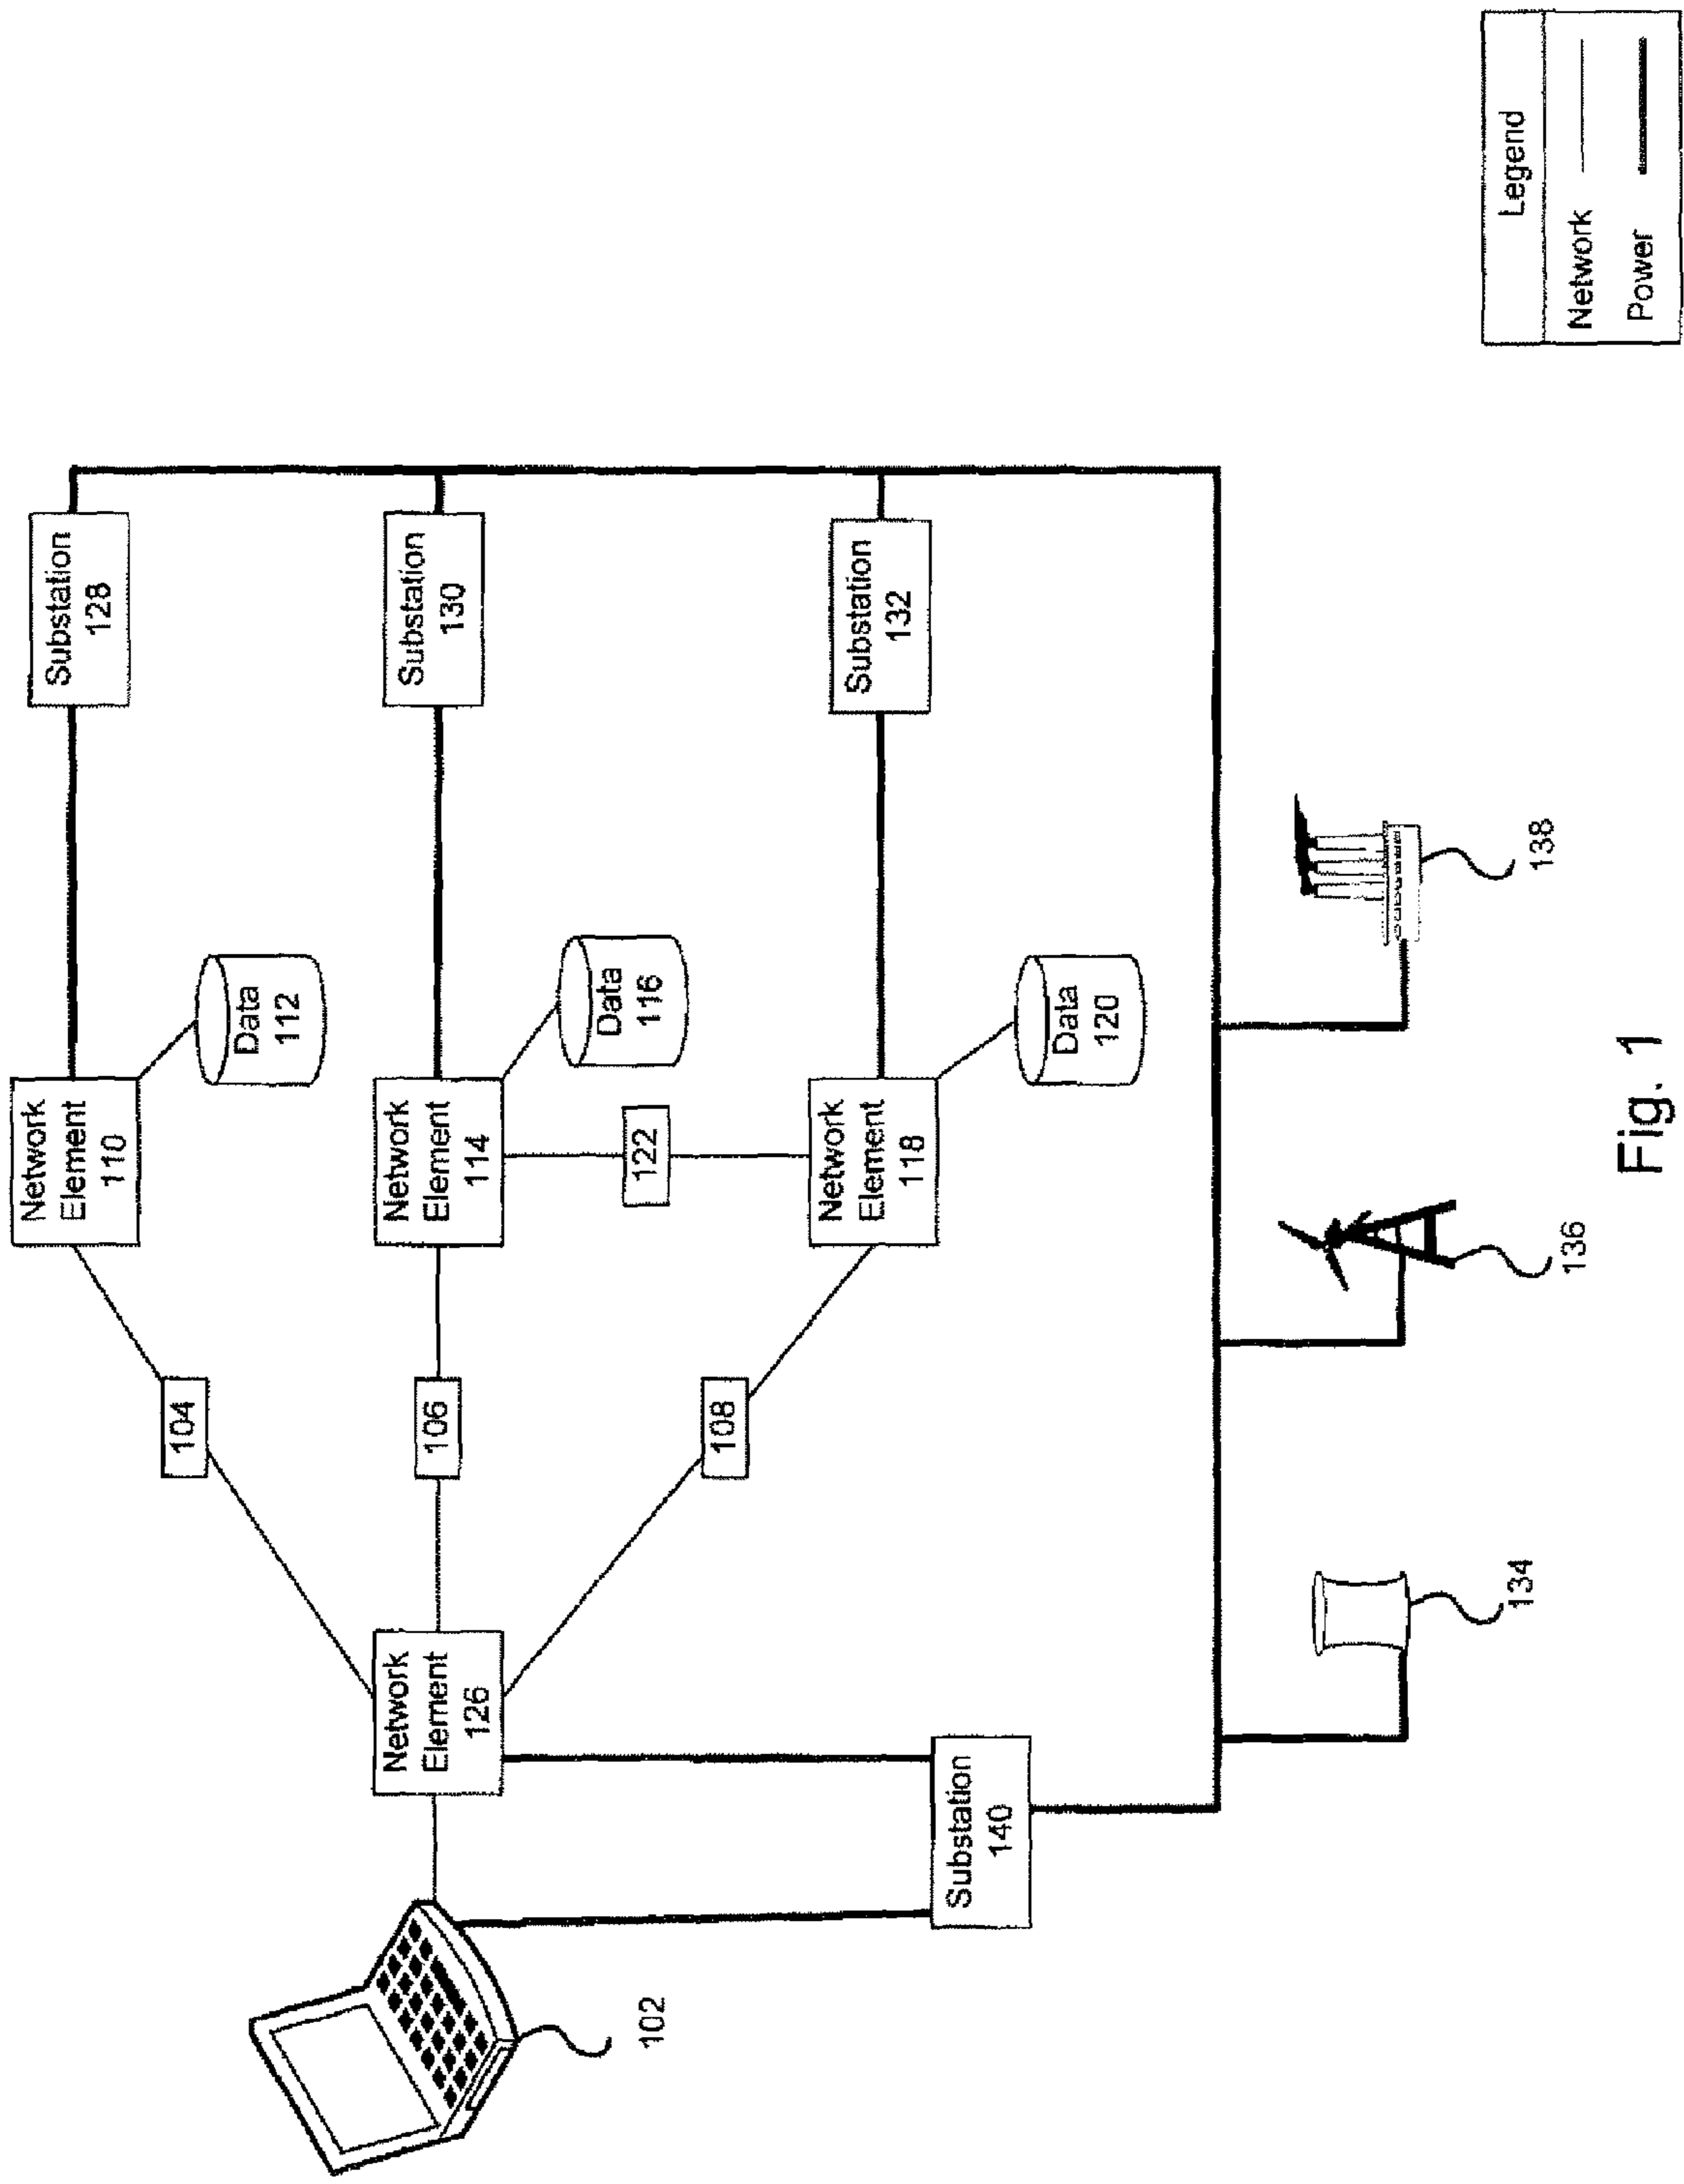 Network
Element
110
Substation
128
Data
112
104
102
Network
Element
126
106
Network
Element
114
Substation
130
Data
116
122
108
Network
Element
118
Substation
132
Data
120
Substation
140
134
136
138
Legend
Network
Power
Fig. 1